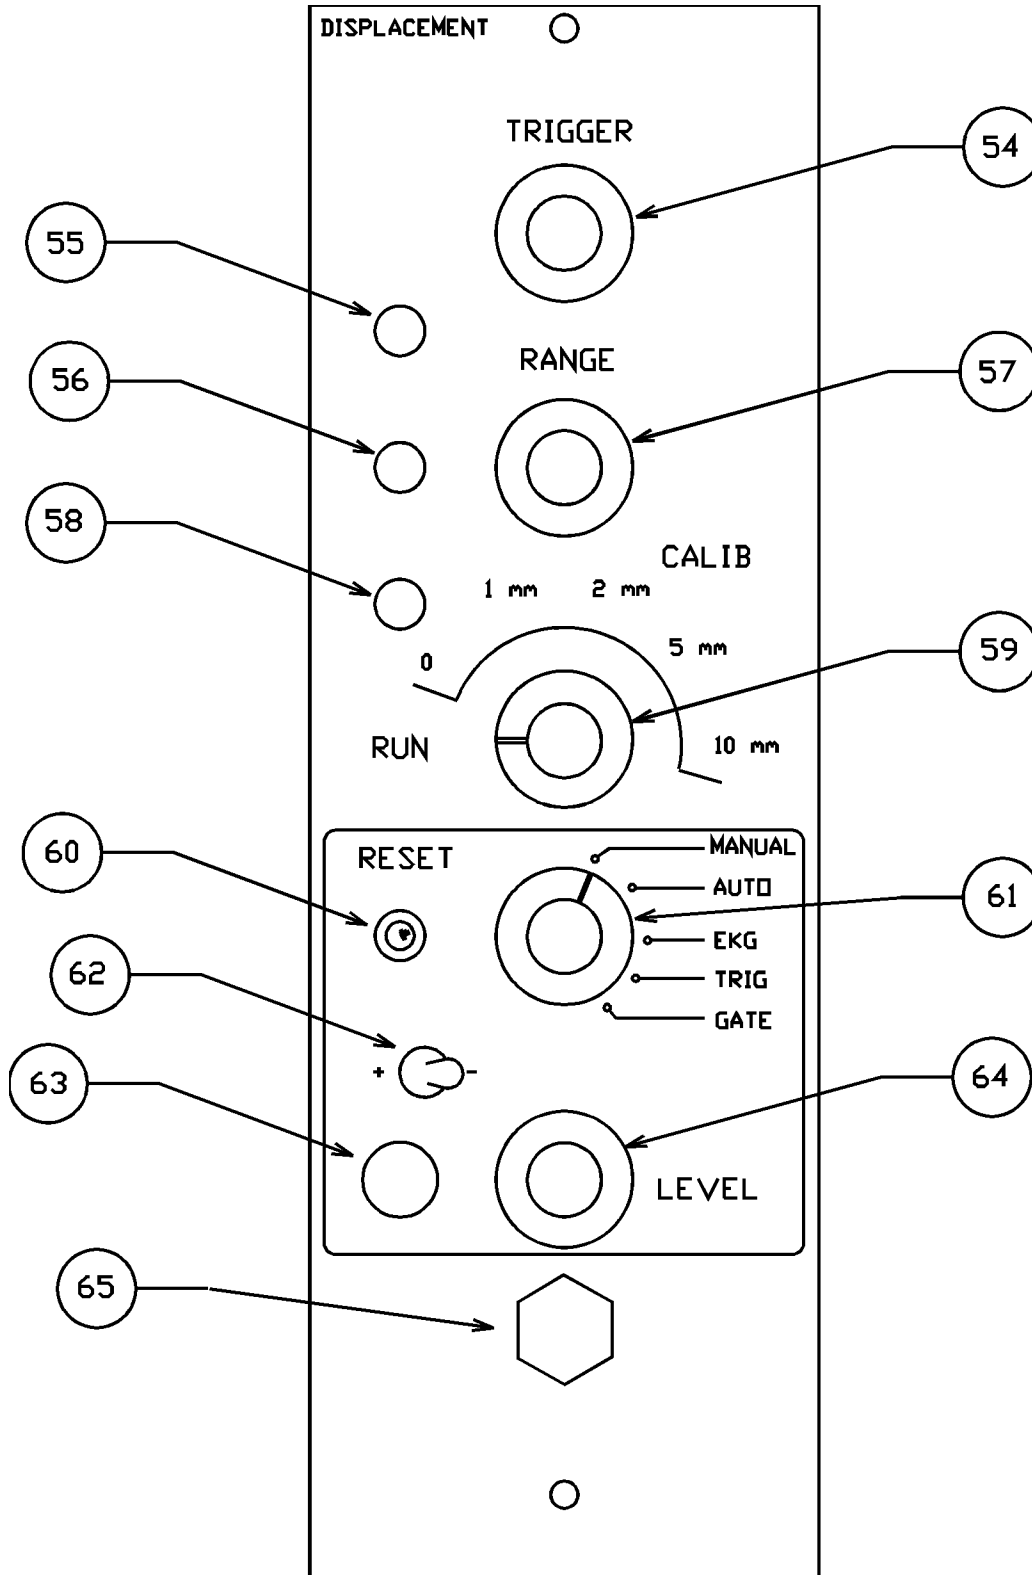 DISPLACEMENT
TRIGGER
54
55
RANGE
56
57
58
CALIB
1 mm 2 mm
5 mm
0
59
RUN
10 mm
60
RESET
MANUAL
AUTO
61
EKG
62
TRIG
GATE
+ -
63
64
LEVEL
65